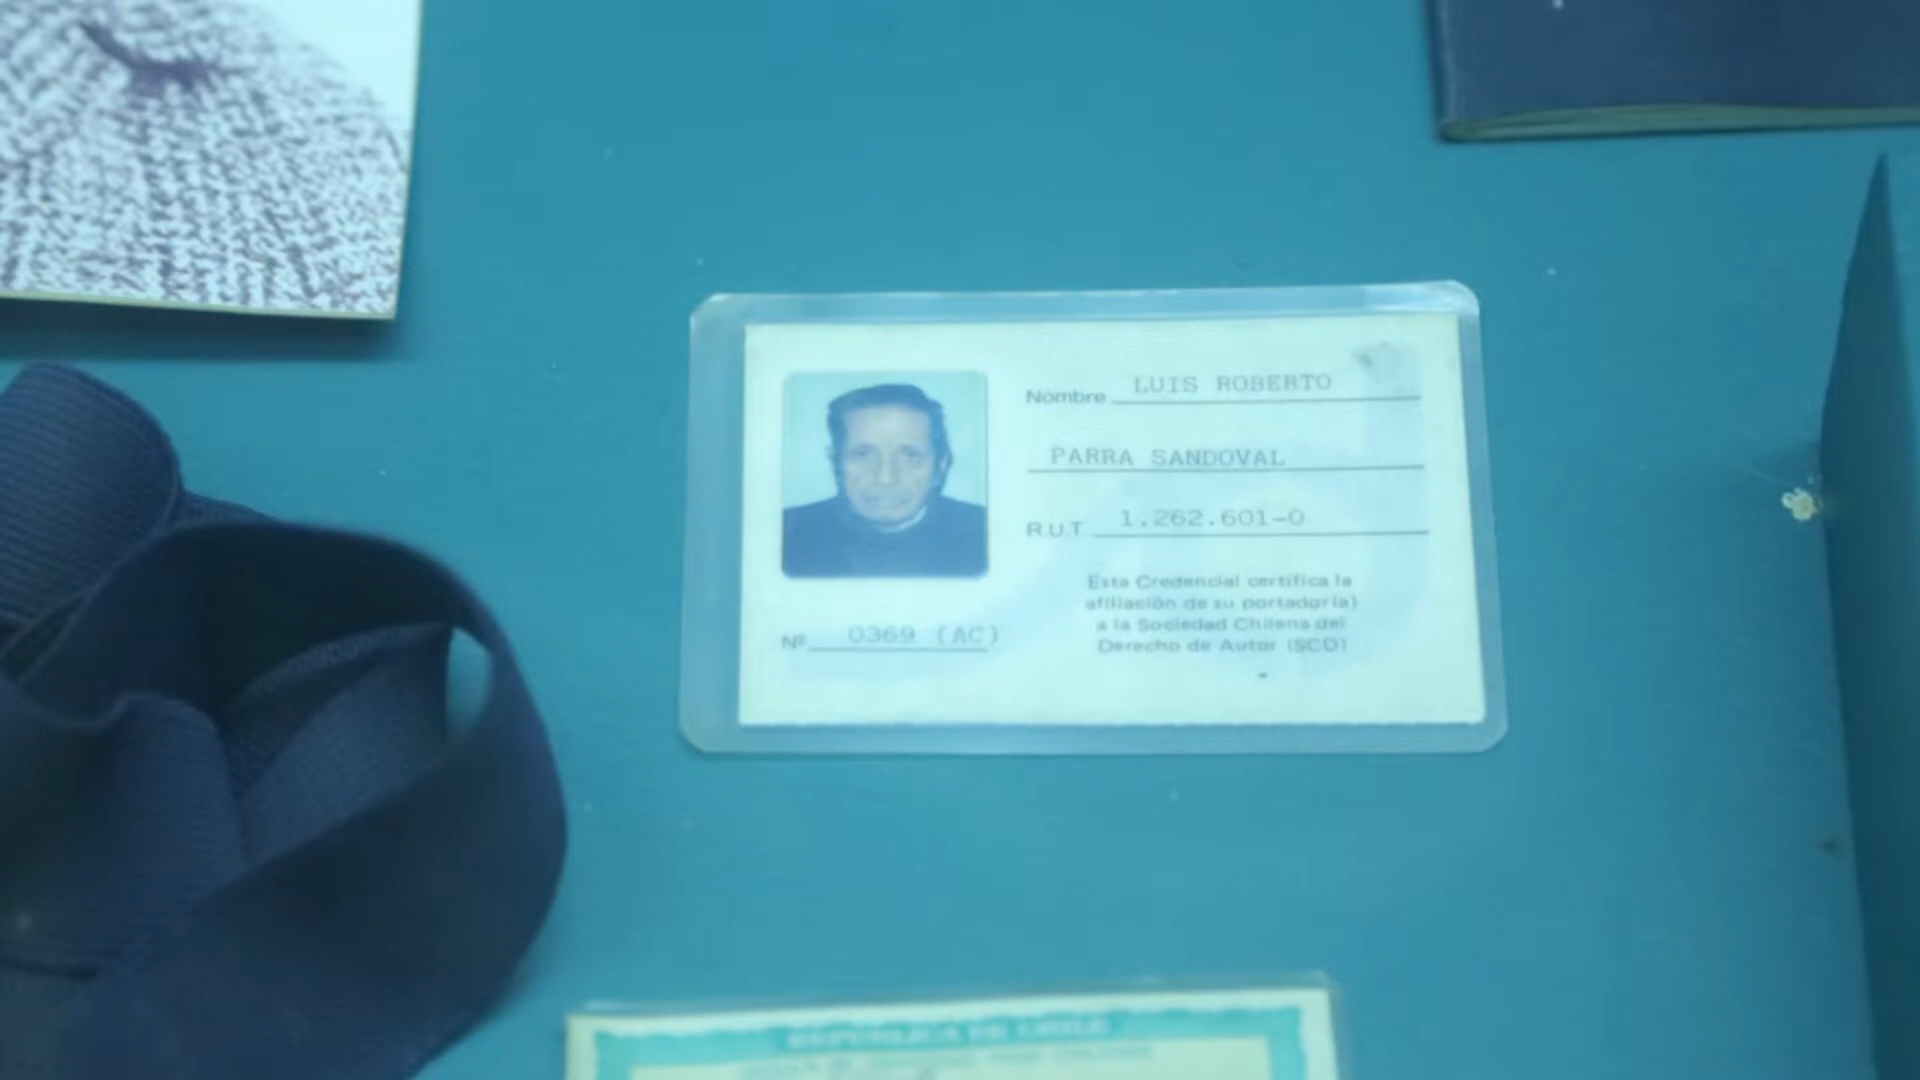 Nombre LUIS ROBERTO
PARRA SANDOVAL
R.U.T 1.262.601-0
Esta Credencial certifica la
afiliación de su portador(a)
a la Sociedad Chilena del
Derecho de Autor (SCD)
Nº 0369 (AC)
REPUBLICA DE CHILE